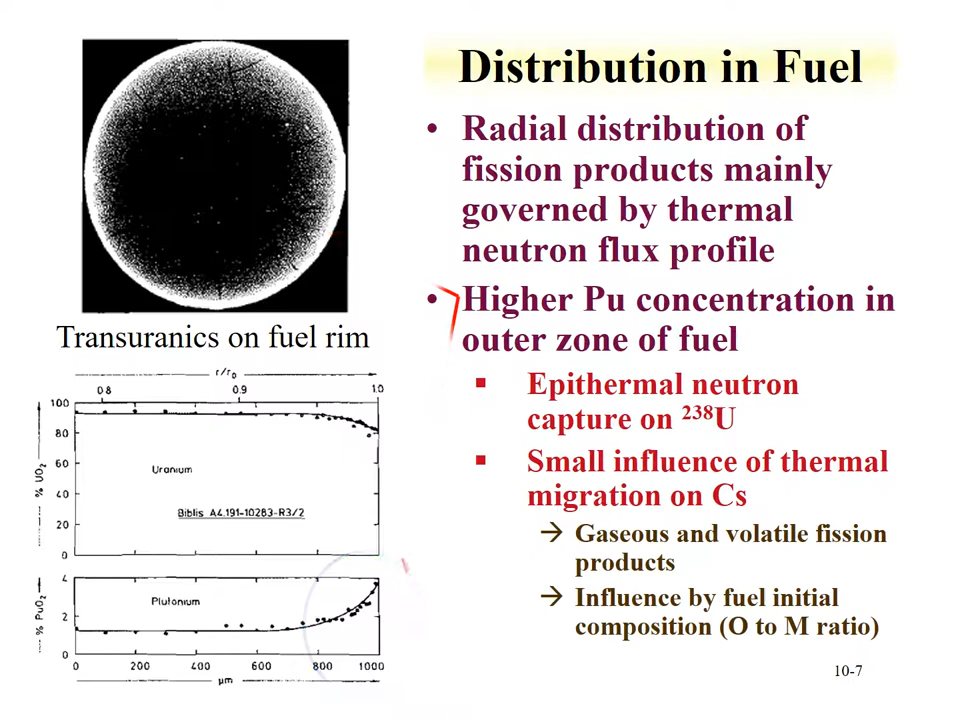 Distribution in Fuel
• Radial distribution of
fission products mainly
governed by thermal
neutron flux profile
• Higher Pu concentration in
outer zone of fuel
▪ Epithermal neutron
capture on ²³⁸U
▪ Small influence of thermal
migration on Cs
→ Gaseous and volatile fission
products
→ Influence by fuel initial
composition (O to M ratio)
10-7
Transuranics on fuel rim
r/r₀
0.8 0.9 1.0
100
80
60
40
20
0
% UO₂
Uranium
Biblis A4.191-10283-R3/2
4
2
0
% PuO₂
Plutonium
0 200 400 600 800 1000
µm